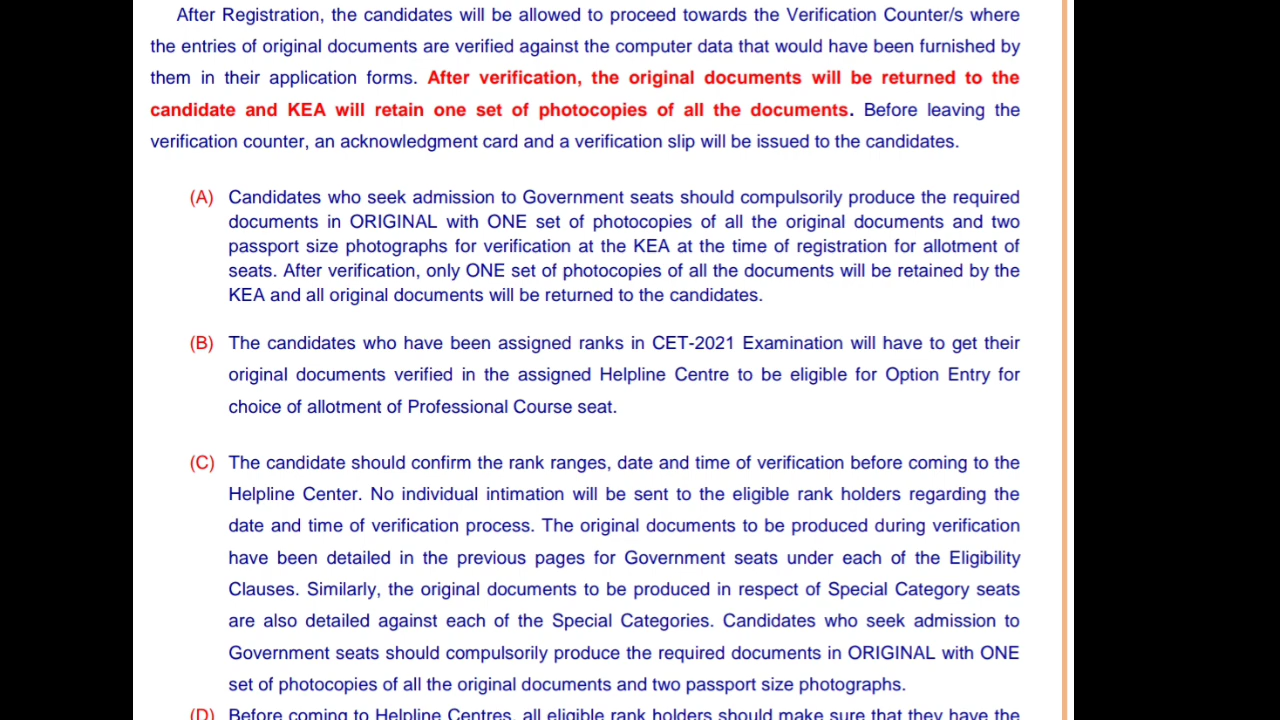 After Registration, the candidates will be allowed to proceed towards the Verification Counter/s where
the entries of original documents are verified against the computer data that would have been furnished by
them in their application forms. After verification, the original documents will be returned to the
candidate and KEA will retain one set of photocopies of all the documents. Before leaving the
verification counter, an acknowledgment card and a verification slip will be issued to the candidates.
(A) Candidates who seek admission to Government seats should compulsorily produce the required
documents in ORIGINAL with ONE set of photocopies of all the original documents and two
passport size photographs for verification at the KEA at the time of registration for allotment of
seats. After verification, only ONE set of photocopies of all the documents will be retained by the
KEA and all original documents will be returned to the candidates.
(B) The candidates who have been assigned ranks in CET-2021 Examination will have to get their
original documents verified in the assigned Helpline Centre to be eligible for Option Entry for
choice of allotment of Professional Course seat.
(C) The candidate should confirm the rank ranges, date and time of verification before coming to the
Helpline Center. No individual intimation will be sent to the eligible rank holders regarding the
date and time of verification process. The original documents to be produced during verification
have been detailed in the previous pages for Government seats under each of the Eligibility
Clauses. Similarly, the original documents to be produced in respect of Special Category seats
are also detailed against each of the Special Categories. Candidates who seek admission to
Government seats should compulsorily produce the required documents in ORIGINAL with ONE
set of photocopies of all the original documents and two passport size photographs.
(D) Before coming to Helpline Centres, all eligible rank holders should make sure that they have the